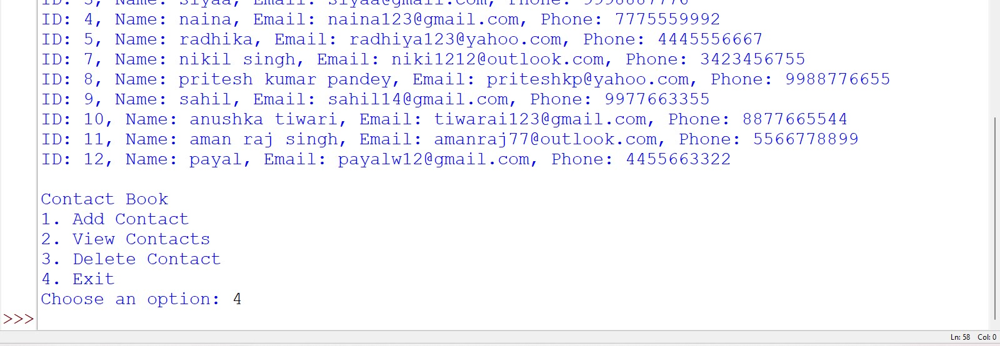 ID: 3, Name: siyaa, Email: siyaa@gmail.com, Phone: 9998887776
ID: 4, Name: naina, Email: naina123@gmail.com, Phone: 7775559992
ID: 5, Name: radhika, Email: radhiya123@yahoo.com, Phone: 4445556667
ID: 7, Name: nikil singh, Email: niki1212@outlook.com, Phone: 3423456755
ID: 8, Name: pritesh kumar pandey, Email: priteshkp@yahoo.com, Phone: 9988776655
ID: 9, Name: sahil, Email: sahil14@gmail.com, Phone: 9977663355
ID: 10, Name: anushka tiwari, Email: tiwarai123@gmail.com, Phone: 8877665544
ID: 11, Name: aman raj singh, Email: amanraj77@outlook.com, Phone: 5566778899
ID: 12, Name: payal, Email: payalw12@gmail.com, Phone: 4455663322
Contact Book
1. Add Contact
2. View Contacts
3. Delete Contact
4. Exit
Choose an option: 4
>>>
Ln: 58 Col: 0